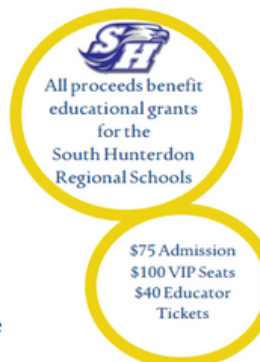 SH
All proceeds benefit
educational grants
for the
South Hunterdon
Regional Schools
$75 Admission
$100 VIP Seats
$40 Educator
Tickets
e